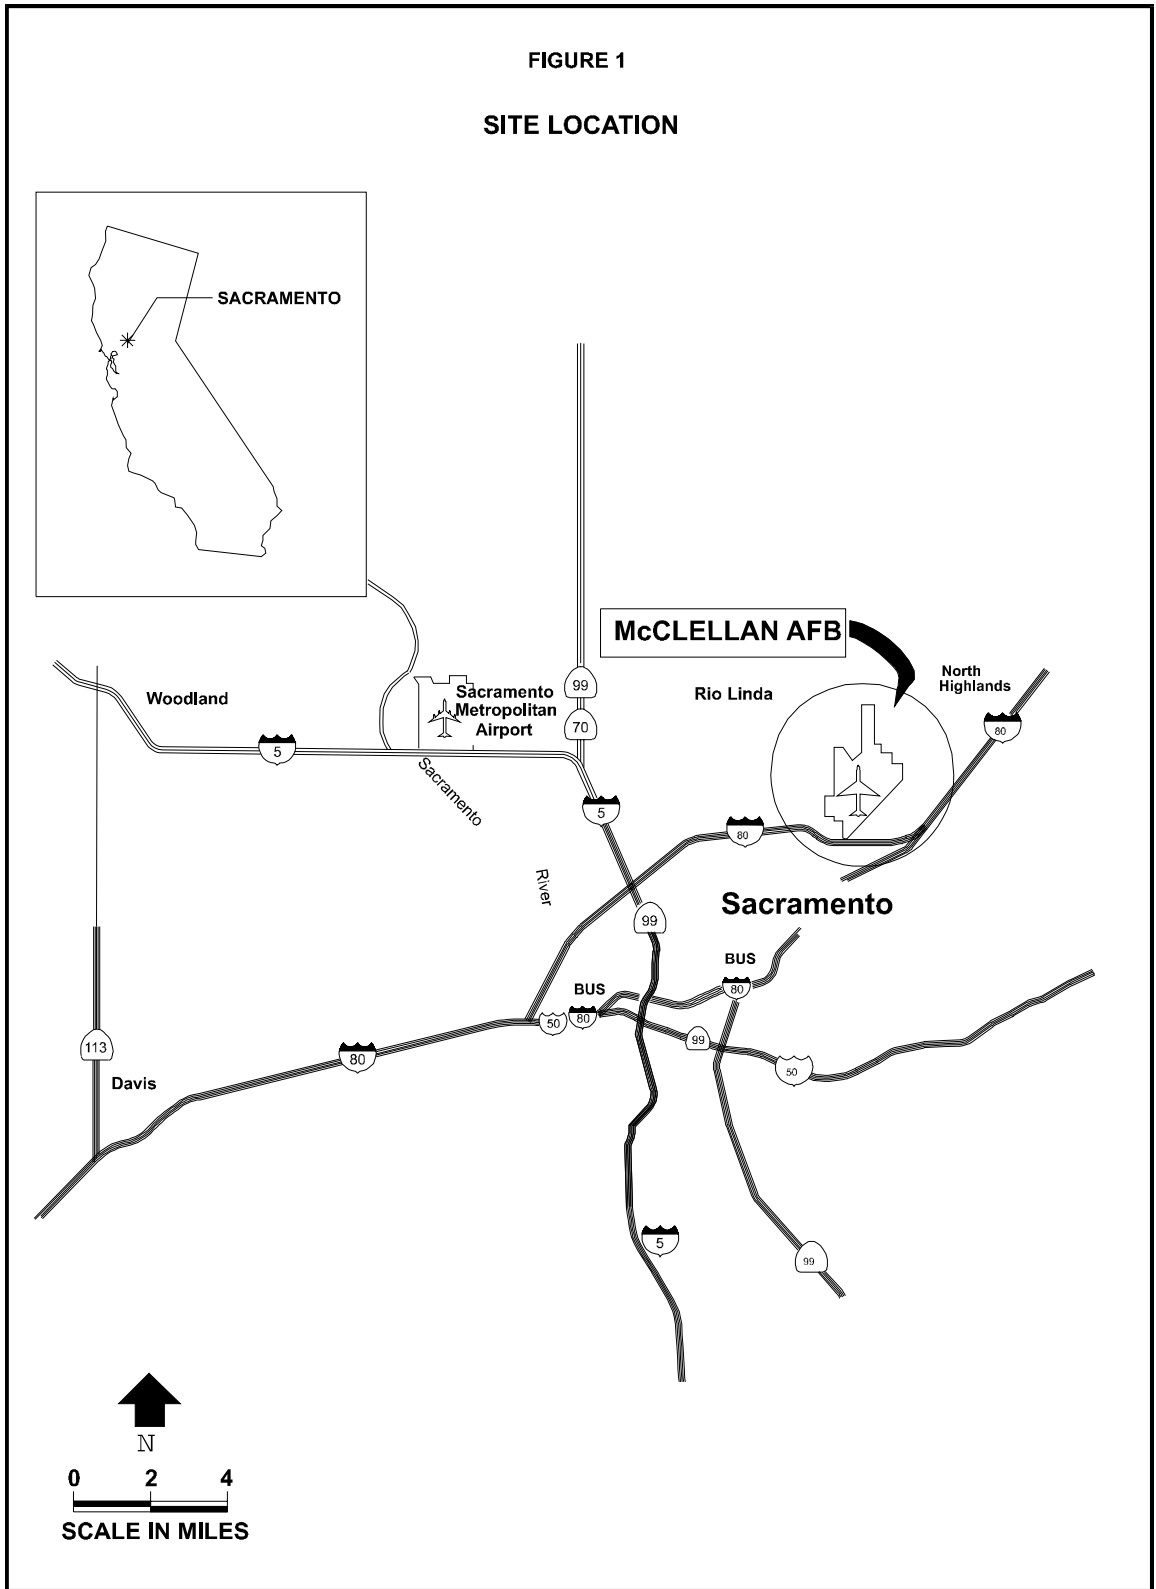 FIGURE 1
SITE LOCATION
SACRAMENTO
McCLELLAN AFB
North
Highlands
Woodland
Sacramento
Metropolitan
Airport
99
70
Rio Linda
80
5
Sacramento
River
5
80
99
Sacramento
BUS
80
BUS
80
50
99
50
113
Davis
80
5
99
N
0 2 4
SCALE IN MILES